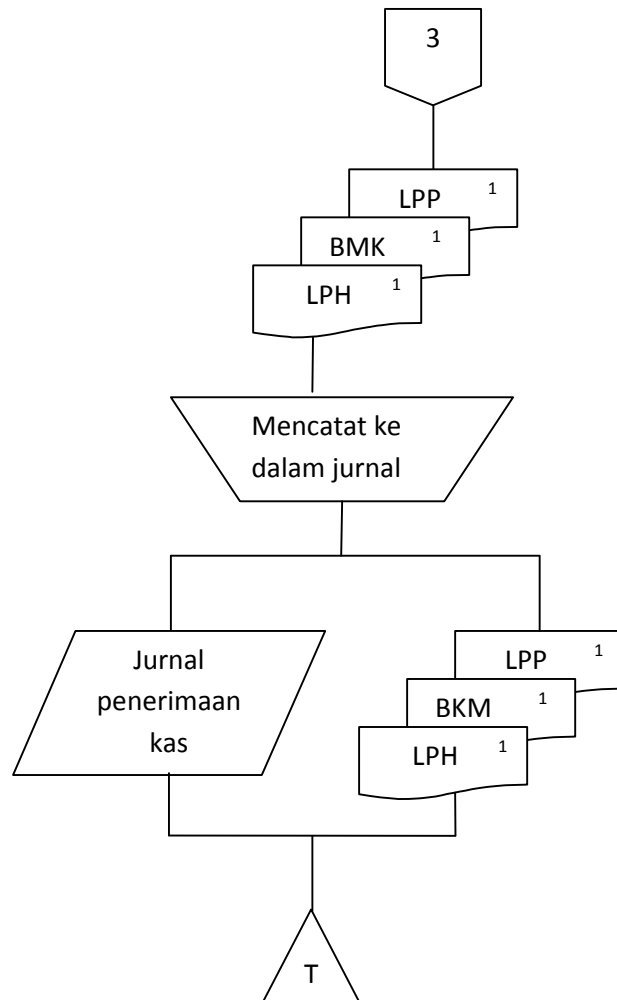 3
LPP 1
BMK 1
LPH 1
Mencatat ke
dalam jurnal
Jurnal
penerimaan
kas
LPP 1
BKM 1
LPH 1
T